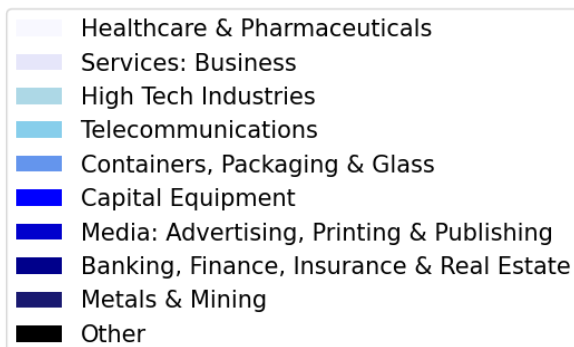 Healthcare & Pharmaceuticals
Services: Business
High Tech Industries
Telecommunications
Containers, Packaging & Glass
Capital Equipment
Media: Advertising, Printing & Publishing
Banking, Finance, Insurance & Real Estate
Metals & Mining
Other